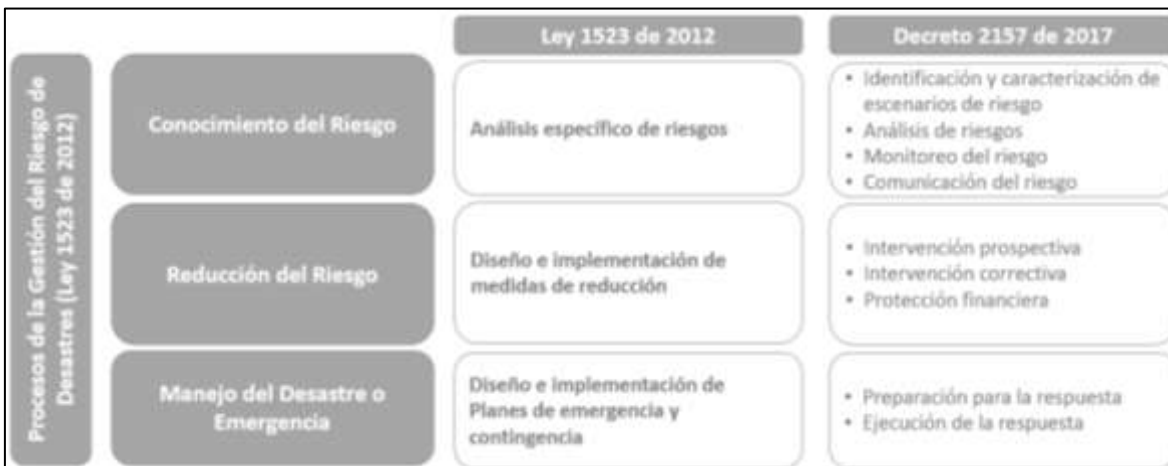 Ley 1523 de 2012
Decreto 2157 de 2017
Procesos de la Gestión del Riesgo de
Desastres (Ley 1523 de 2012)
Conocimiento del Riesgo
Análisis específico de riesgos
• Identificación y caracterización de
escenarios de riesgo
• Análisis de riesgos
• Monitoreo del riesgo
• Comunicación del riesgo
Reducción del Riesgo
Diseño e implementación de
medidas de reducción
• Intervención prospectiva
• Intervención correctiva
• Protección financiera
Manejo del Desastre o
Emergencia
Diseño e implementación de
Planes de emergencia y
contingencia
• Preparación para la respuesta
• Ejecución de la respuesta